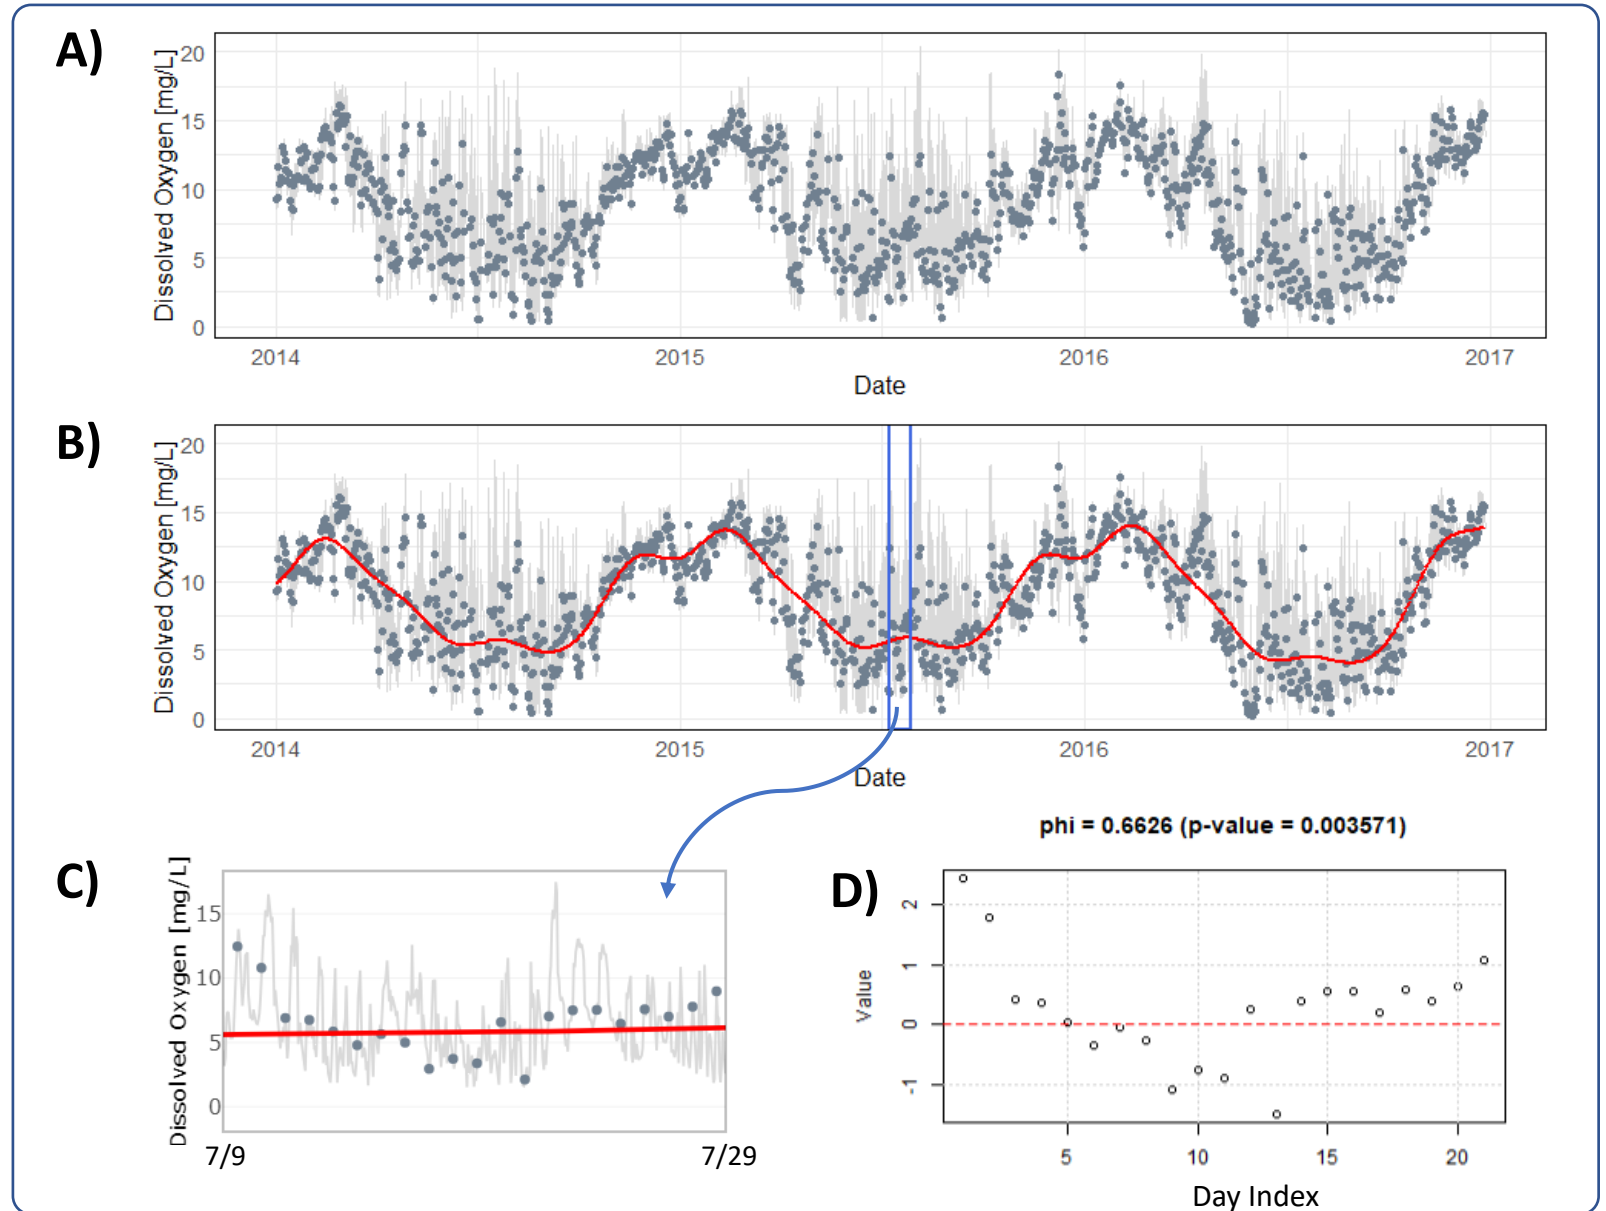 A)
Dissolved Oxygen [mg/L]
20
15
10
5
0
2014 2015 2016 2017
Date
B)
Dissolved Oxygen [mg/L]
20
15
10
5
0
2014 2015 2016 2017
Date
phi = 0.6626 (p-value = 0.003571)
C)
Dissolved Oxygen [mg/L]
15
10
5
0
7/9 7/29
D)
Value
2
1
0
-1
5 10 15 20
Day Index